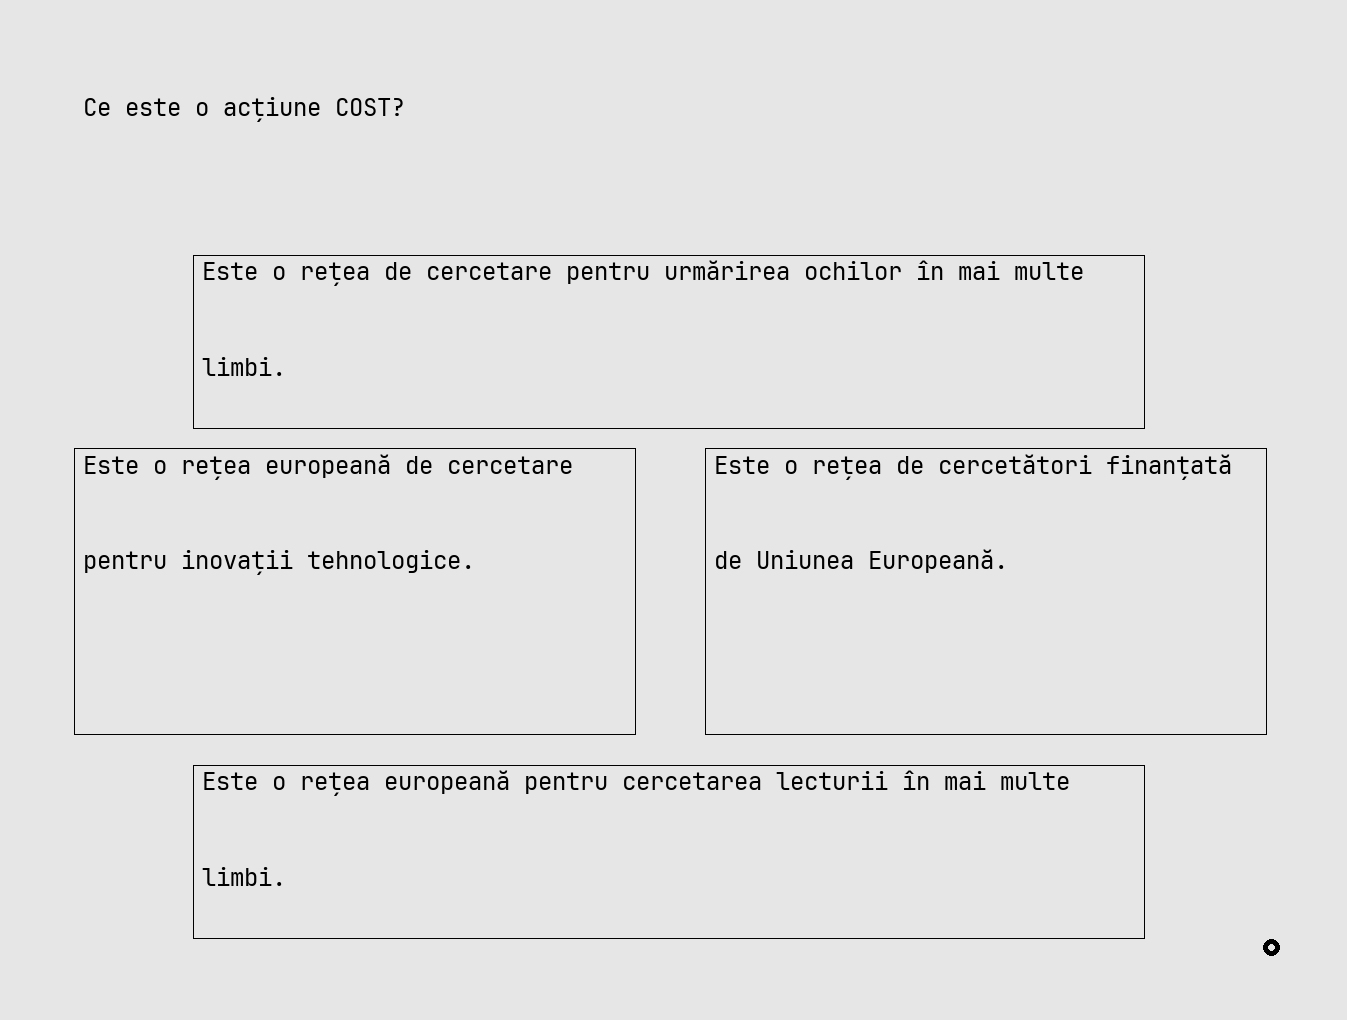 Ce este o acțiune COST?
Este o rețea de cercetare pentru urmărirea ochilor în mai multe
limbi.
Este o rețea europeană de cercetare
pentru inovații tehnologice.
Este o rețea de cercetători finanțată
de Uniunea Europeană.
Este o rețea europeană pentru cercetarea lecturii în mai multe
limbi.